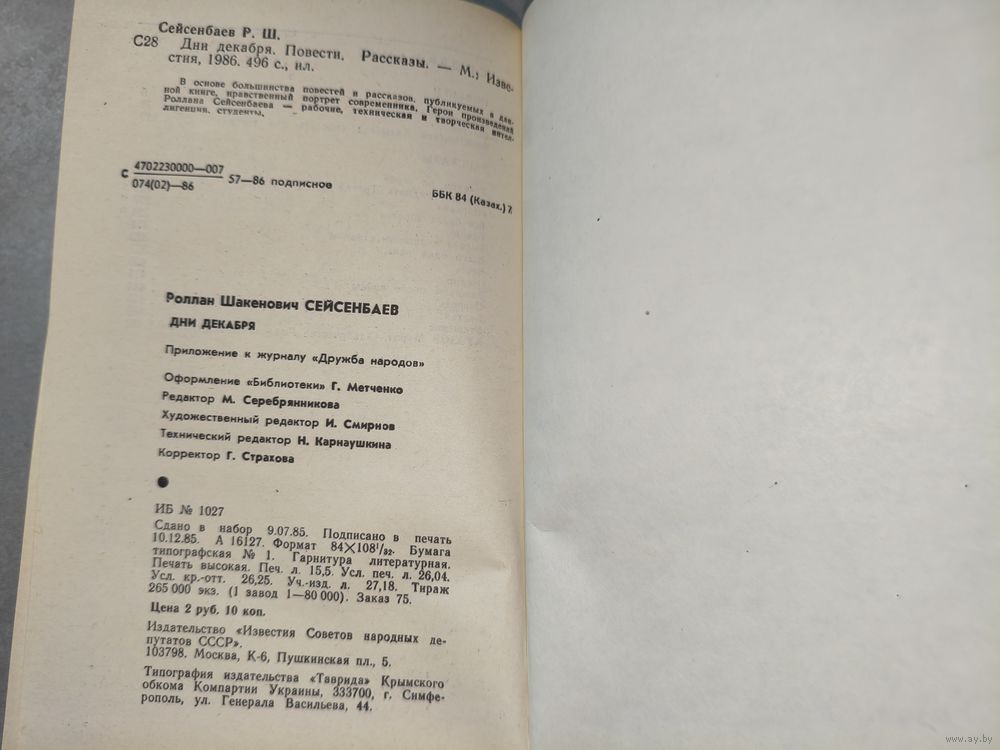 Сейсенбаев Р. Ш.
С28 Дни декабря. Повести. Рассказы. — М.; Изве-
стия, 1986. 496 с., ил.
В основе большинства повестей и рассказов, публикуемых в дан-
ной книге, нравственный портрет современника. Герои произведений
Роллана Сейсенбаева — рабочие, техническая и творческая интел-
лигенция, студенты.
С 4702230000—007
074(02)—86
57—86 подписное
ББК 84 (Казах.) 7
Роллан Шакенович СЕЙСЕНБАЕВ
ДНИ ДЕКАБРЯ
Приложение к журналу «Дружба народов»
Оформление «Библиотеки» Г. Метченко
Редактор М. Серебрянникова
Художественный редактор И. Смирнов
Технический редактор Н. Карнаушкина
Корректор Г. Страхова
ИБ № 1027
Сдано в набор 9.07.85. Подписано в печать
10.12.85. А 16127. Формат 84×108¹/₃₂. Бумага
типографская № 1. Гарнитура литературная.
Печать высокая. Печ. л. 15,5. Усл. печ. л. 26,04.
Усл. кр.-отт. 26,25. Уч.-изд. л. 27,18. Тираж
265 000 экз. (1 завод 1—80 000). Заказ 75.
Цена 2 руб. 10 коп.
Издательство «Известия Советов народных де-
путатов СССР».
103798. Москва, К-6, Пушкинская пл., 5.
Типография издательства «Таврида» Крымского
обкома Компартии Украины, 333700, г. Симфе-
рополь, ул. Генерала Васильева, 44.
www.ay.by